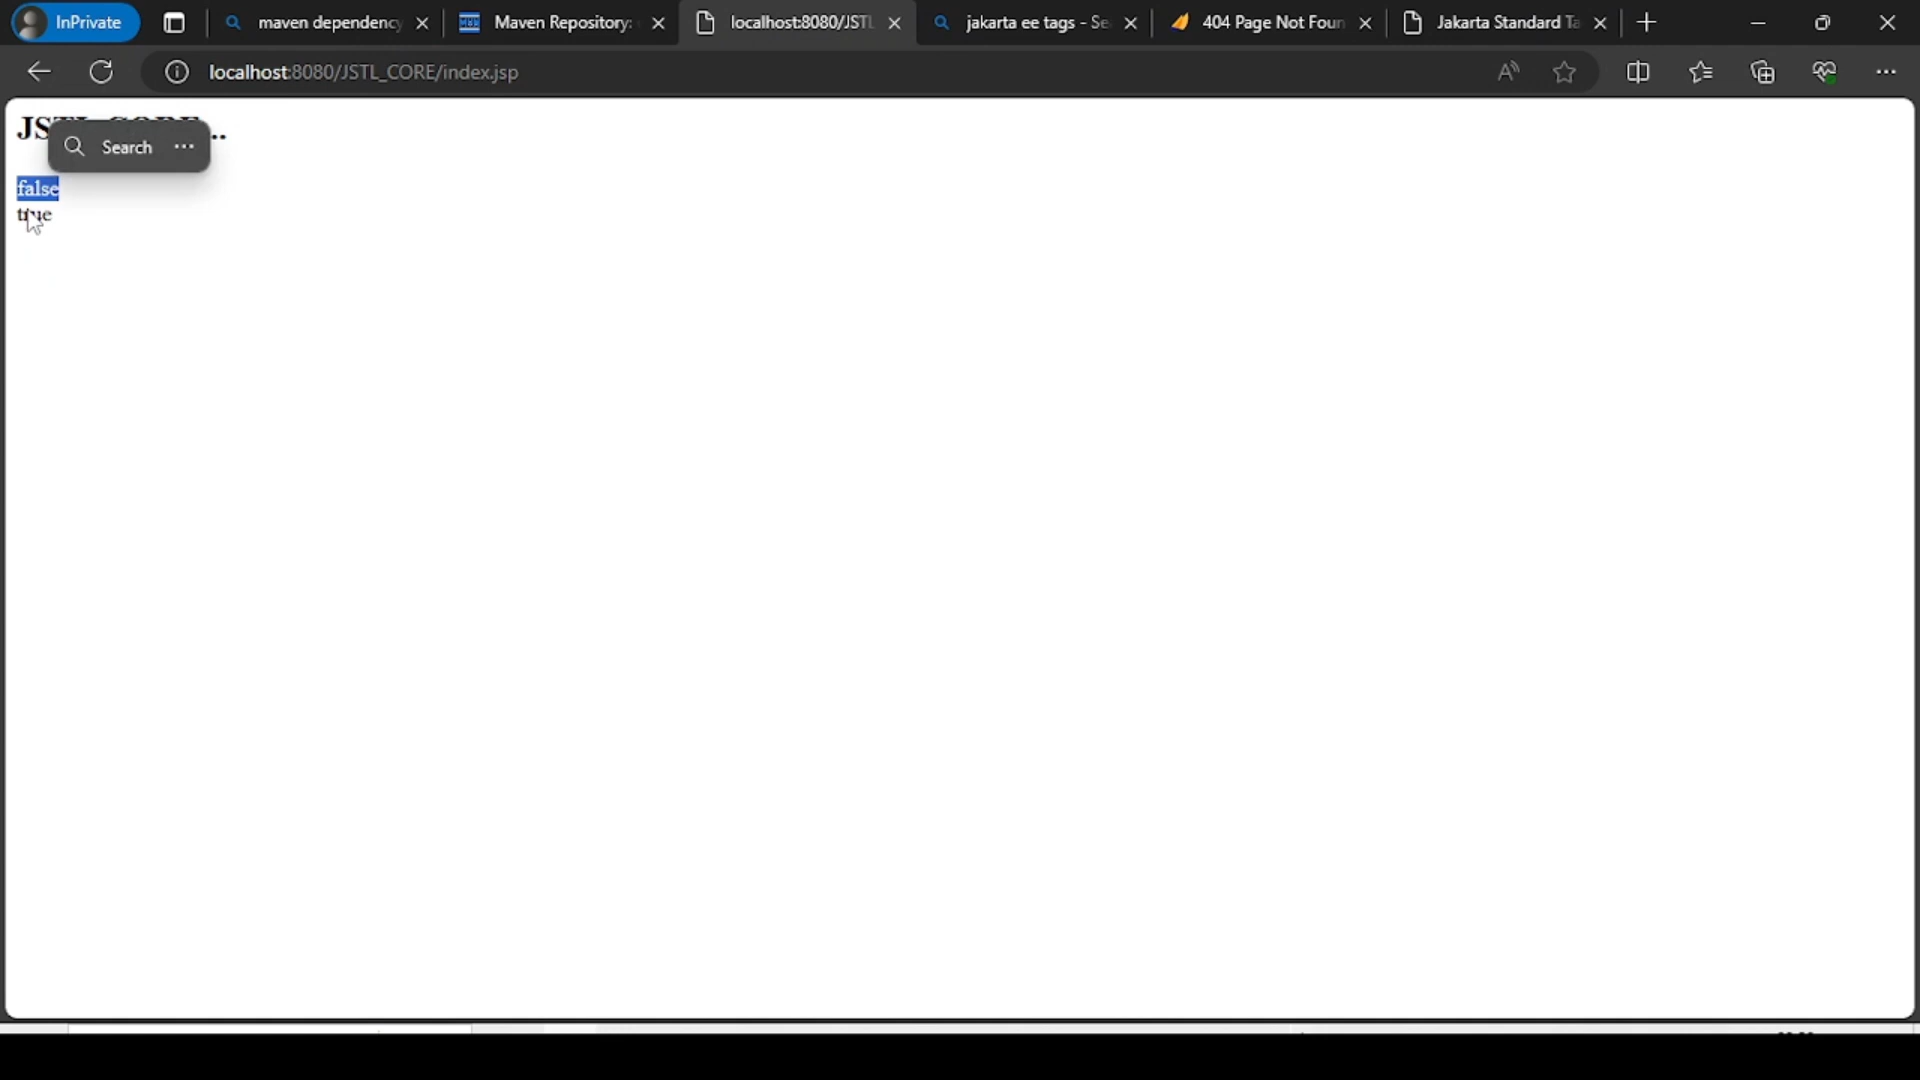 InPrivate
maven dependency
Maven Repository:
localhost:8080/JSTL
jakarta ee tags - Se
404 Page Not Foun
Jakarta Standard Ta
localhost:8080/JSTL_CORE/index.jsp
Search
false
true